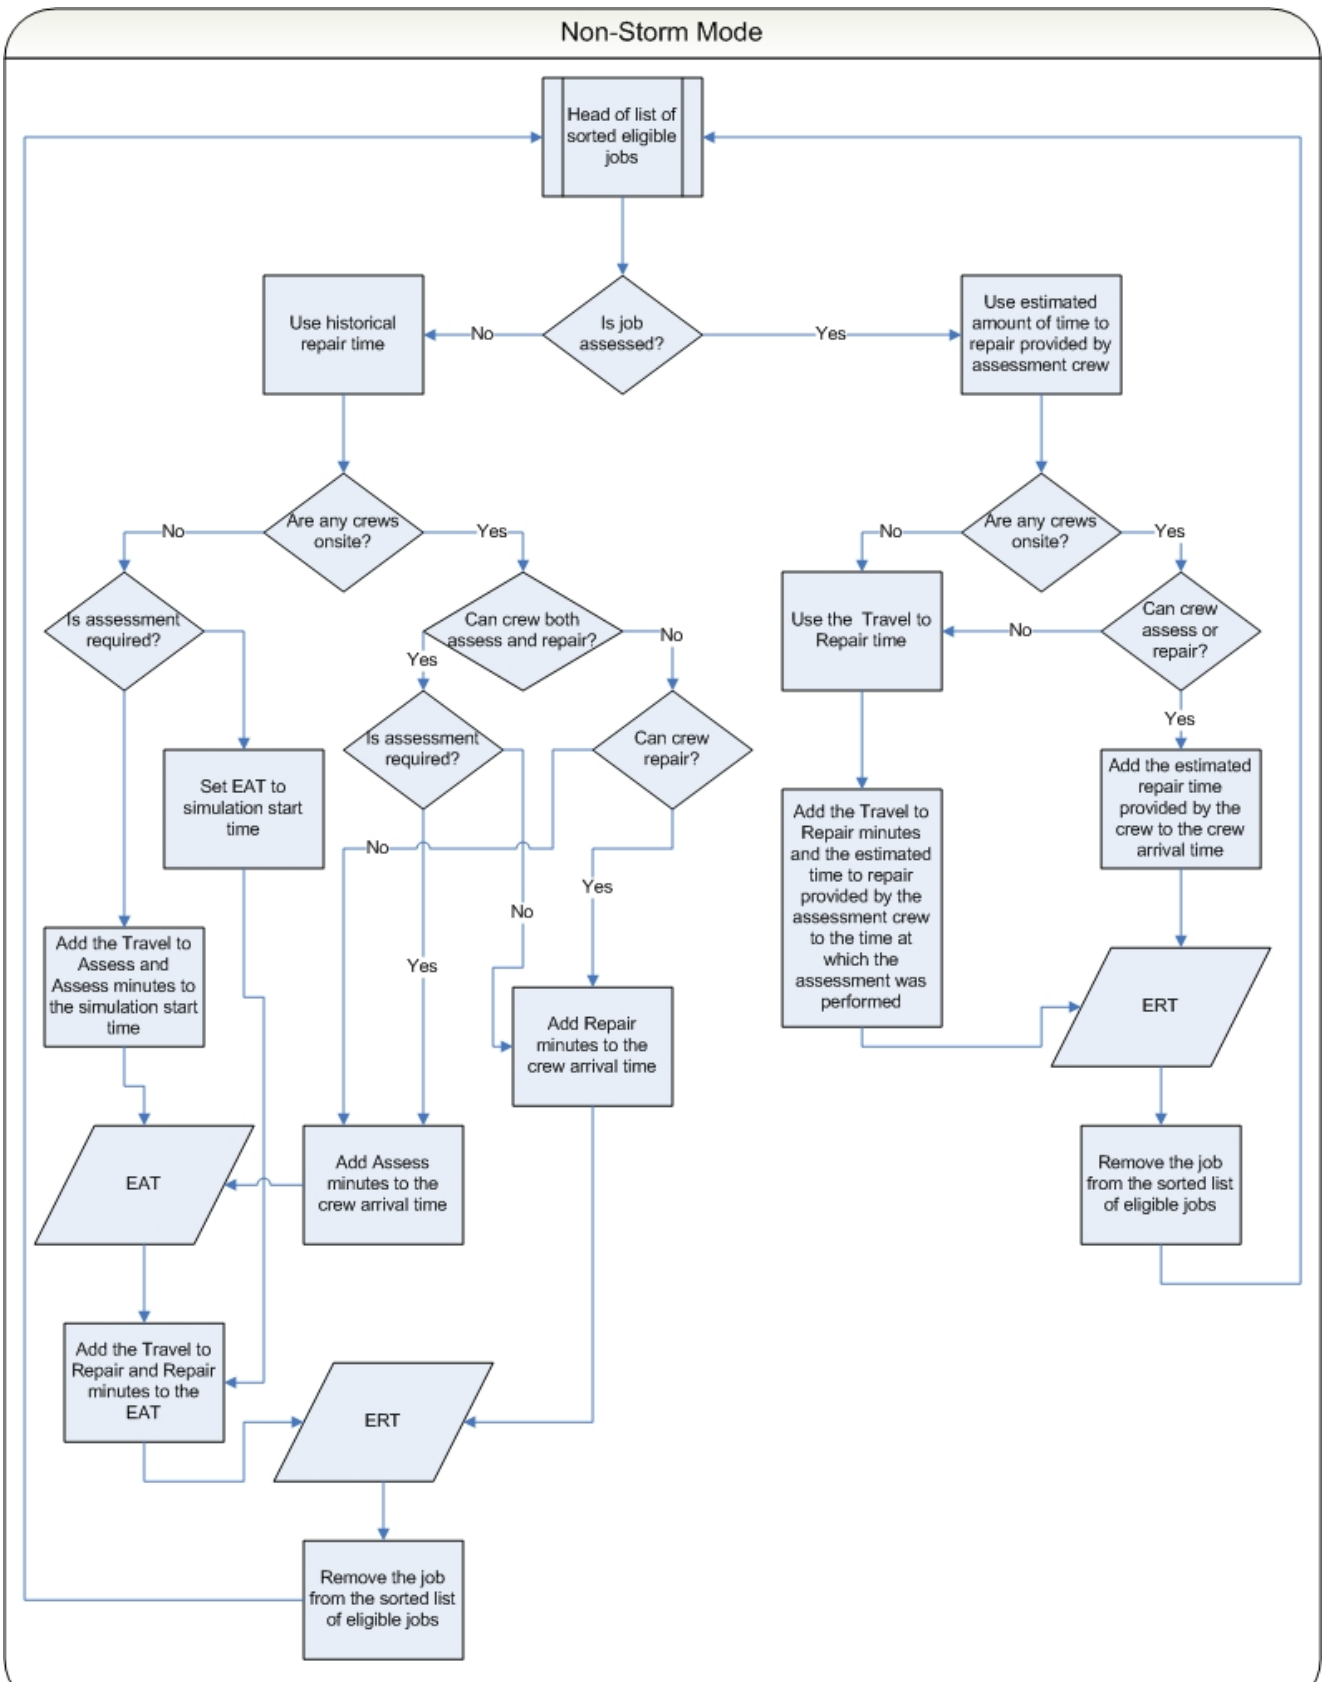 Non-Storm Mode
Head of list of
sorted eligible
jobs
Use historical
repair time
No
Is job
assessed?
Yes
Use estimated
amount of time to
repair provided by
assessment crew
No
Are any crews
onsite?
Yes
No
Are any crews
onsite?
Yes
Is assessment
required?
Can crew both
assess and repair?
Yes
No
Use the Travel to
Repair time
No
Can crew
assess or
repair?
Yes
Is assessment
required?
Can crew
repair?
Set EAT to
simulation start
time
No
Yes
No
Yes
Add the Travel to
Repair minutes
and the estimated
time to repair
provided by the
assessment crew
to the time at
which the
assessment was
performed
Add the estimated
repair time
provided by the
crew to the crew
arrival time
Add the Travel to
Assess and
Assess minutes to
the simulation start
time
Add Repair
minutes to the
crew arrival time
ERT
EAT
Add Assess
minutes to the
crew arrival time
Remove the job
from the sorted list
of eligible jobs
Add the Travel to
Repair and Repair
minutes to the
EAT
ERT
Remove the job
from the sorted list
of eligible jobs